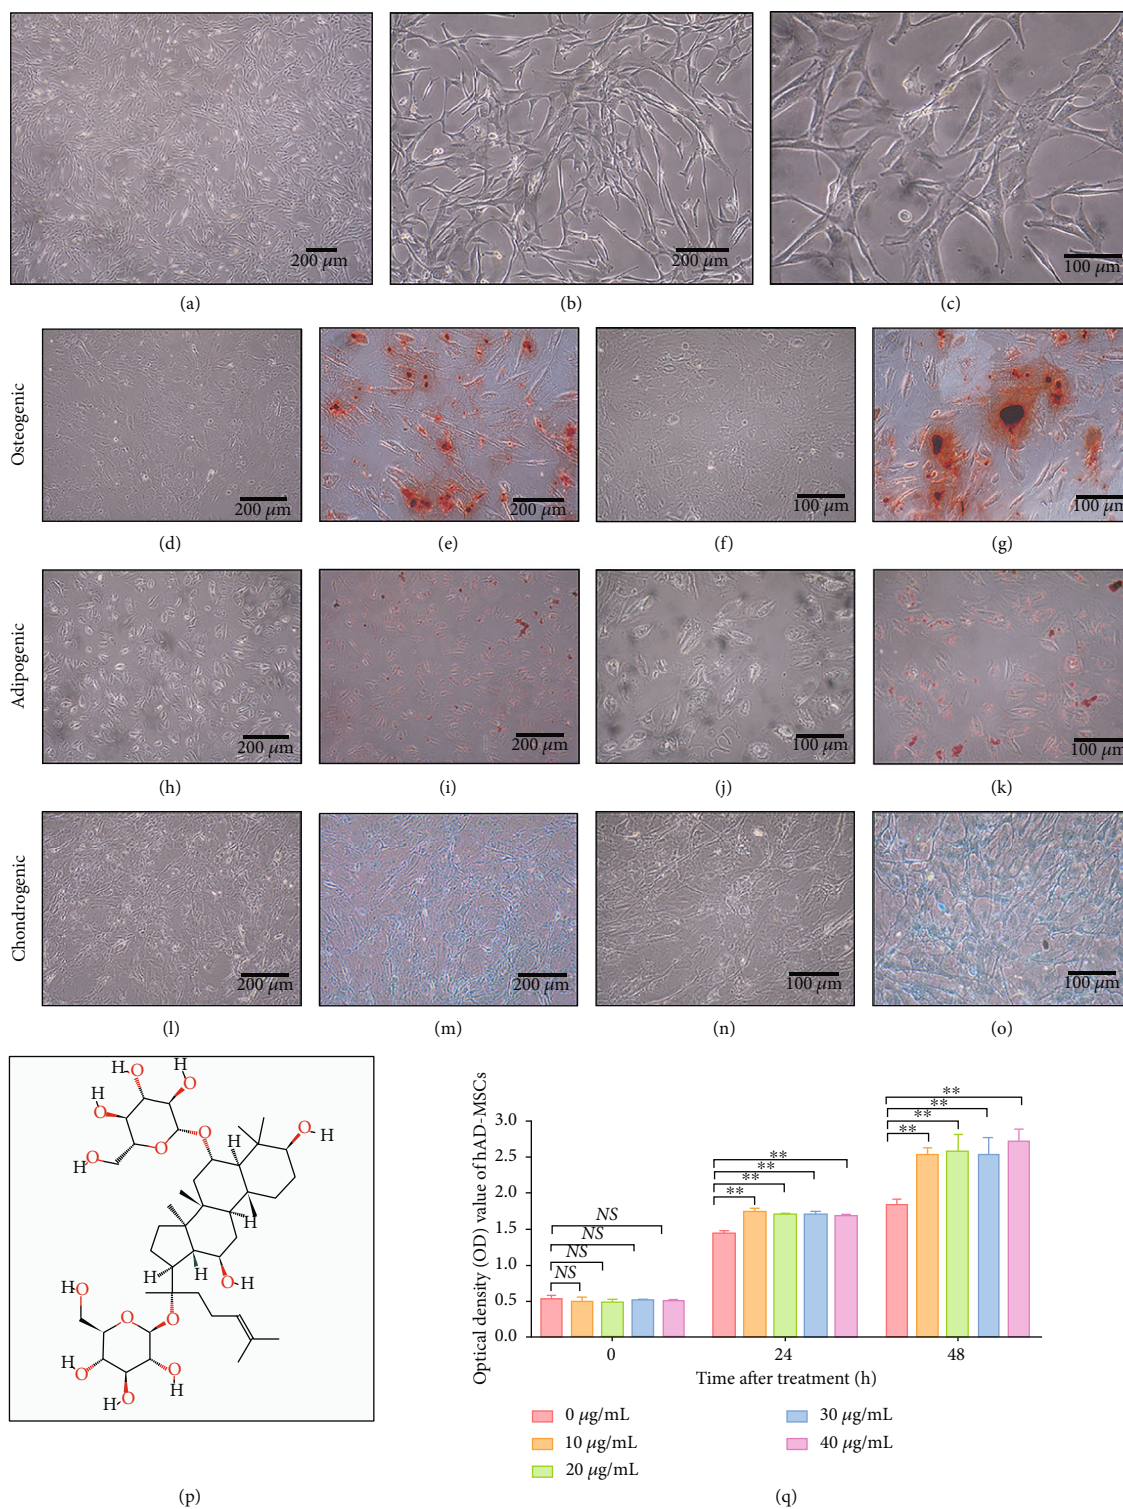 200 μm
200 μm
100 μm
(a)
(b)
(c)
Osteogenic
200 μm
200 μm
100 μm
100 μm
(d)
(e)
(f)
(g)
Adipogenic
200 μm
200 μm
100 μm
100 μm
(h)
(i)
(j)
(k)
Chondrogenic
200 μm
200 μm
100 μm
100 μm
(l)
(m)
(n)
(o)
H
O
H
O
H
O
H
O
O
O
H
O
H
H
O
H
H
H
H
O
H
H
O
O
O
H
O
H
O
O
H
(p)
Optical density (OD) value of hAD-MSCs
3.0
2.5
2.0
1.5
1.0
0.5
0.0
NS
NS
NS
NS
**
**
**
**
**
**
**
**
0
24
48
Time after treatment (h)
0 μg/mL
10 μg/mL
20 μg/mL
30 μg/mL
40 μg/mL
(q)